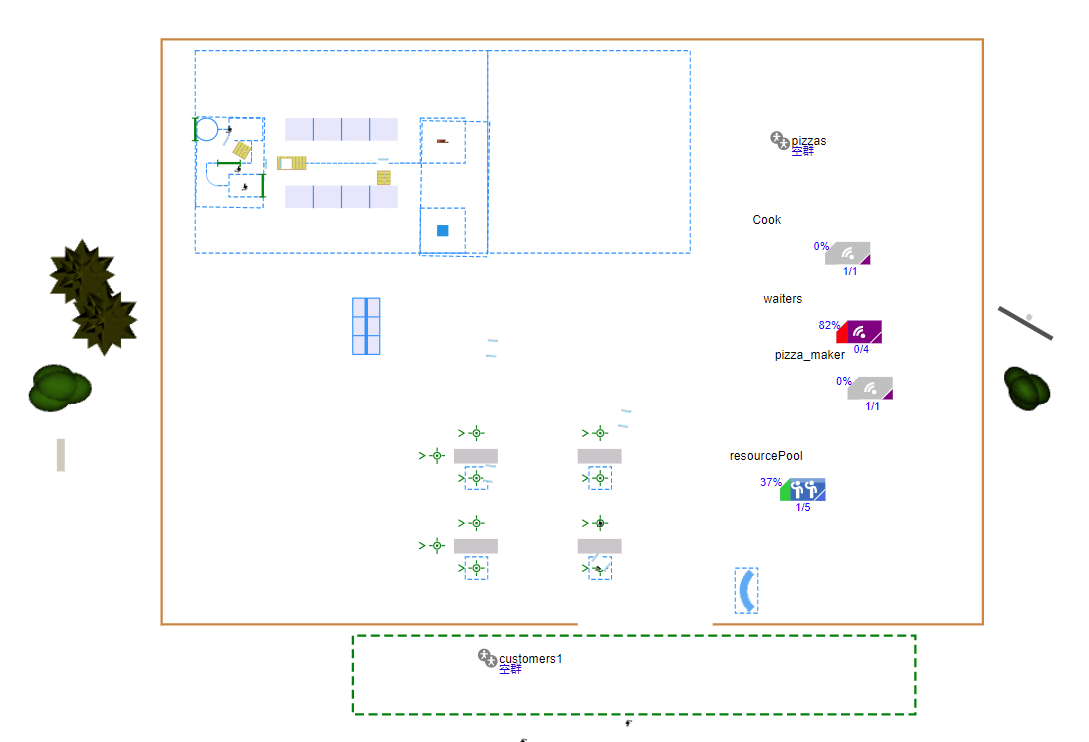 pizzas
空群
Cook
0%
1/1
waiters
82%
0/4
pizza_maker
0%
1/1
resourcePool
37%
1/5
customers1
空群